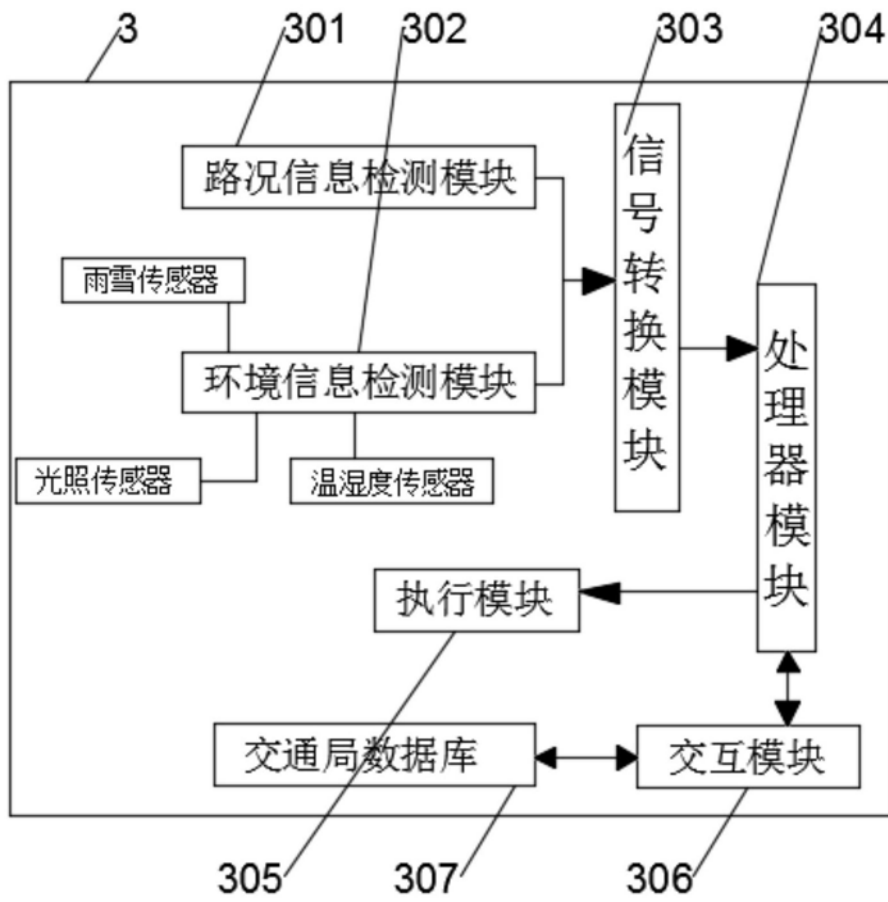 3
301
302
303
304
路况信息检测模块
信号转换模块
雨雪传感器
处理器模块
环境信息检测模块
光照传感器
温湿度传感器
执行模块
交通局数据库
交互模块
305
307
306